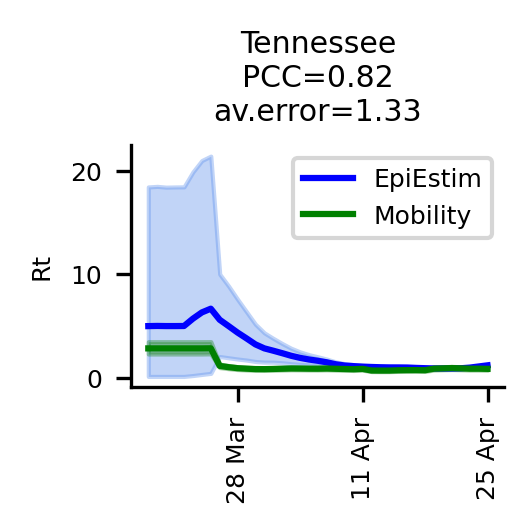 Tennessee
PCC=0.82
av.error=1.33
EpiEstim
Mobility
Rt
20
10
0
28 Mar
11 Apr
25 Apr